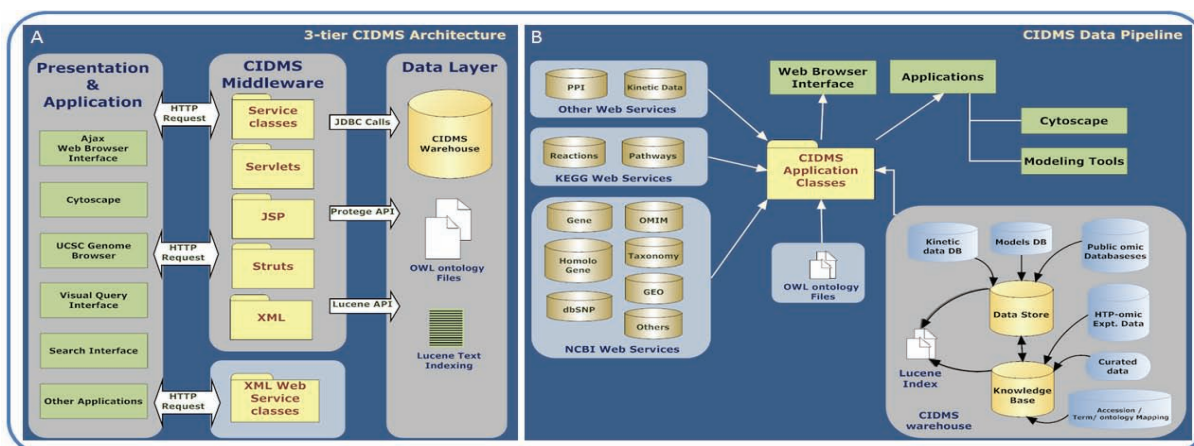 A
3-tier CIDMS Architecture
Presentation
&
Application
Ajax
Web Browser
Interface
Cytoscape
UCSC Genome
Browser
Visual Query
Interface
Search Interface
Other Applications
HTTP
Request
HTTP
Request
HTTP
Request
CIDMS
Middleware
Service
classes
Servlets
JSP
Struts
XML
XML Web
Service
classes
JDBC Calls
Protege API
Lucene API
Data Layer
CIDMS
Warehouse
OWL ontology
Files
Lucene Text
Indexing
B
CIDMS Data Pipeline
PPI
Kinetic Data
Other Web Services
Reactions
Pathways
KEGG Web Services
Gene
OMIM
Homolo
Gene
Taxonomy
GEO
dbSNP
Others
NCBI Web Services
Web Browser
Interface
Applications
Cytoscape
Modeling Tools
CIDMS
Application
Classes
OWL ontology
Files
Kinetic
data DB
Models DB
Public omic
Databaseses
Data Store
HTP-omic
Expt. Data
Lucene
Index
Curated
data
Knowledge
Base
CIDMS
warehouse
Accession /
Term/ ontology Mapping